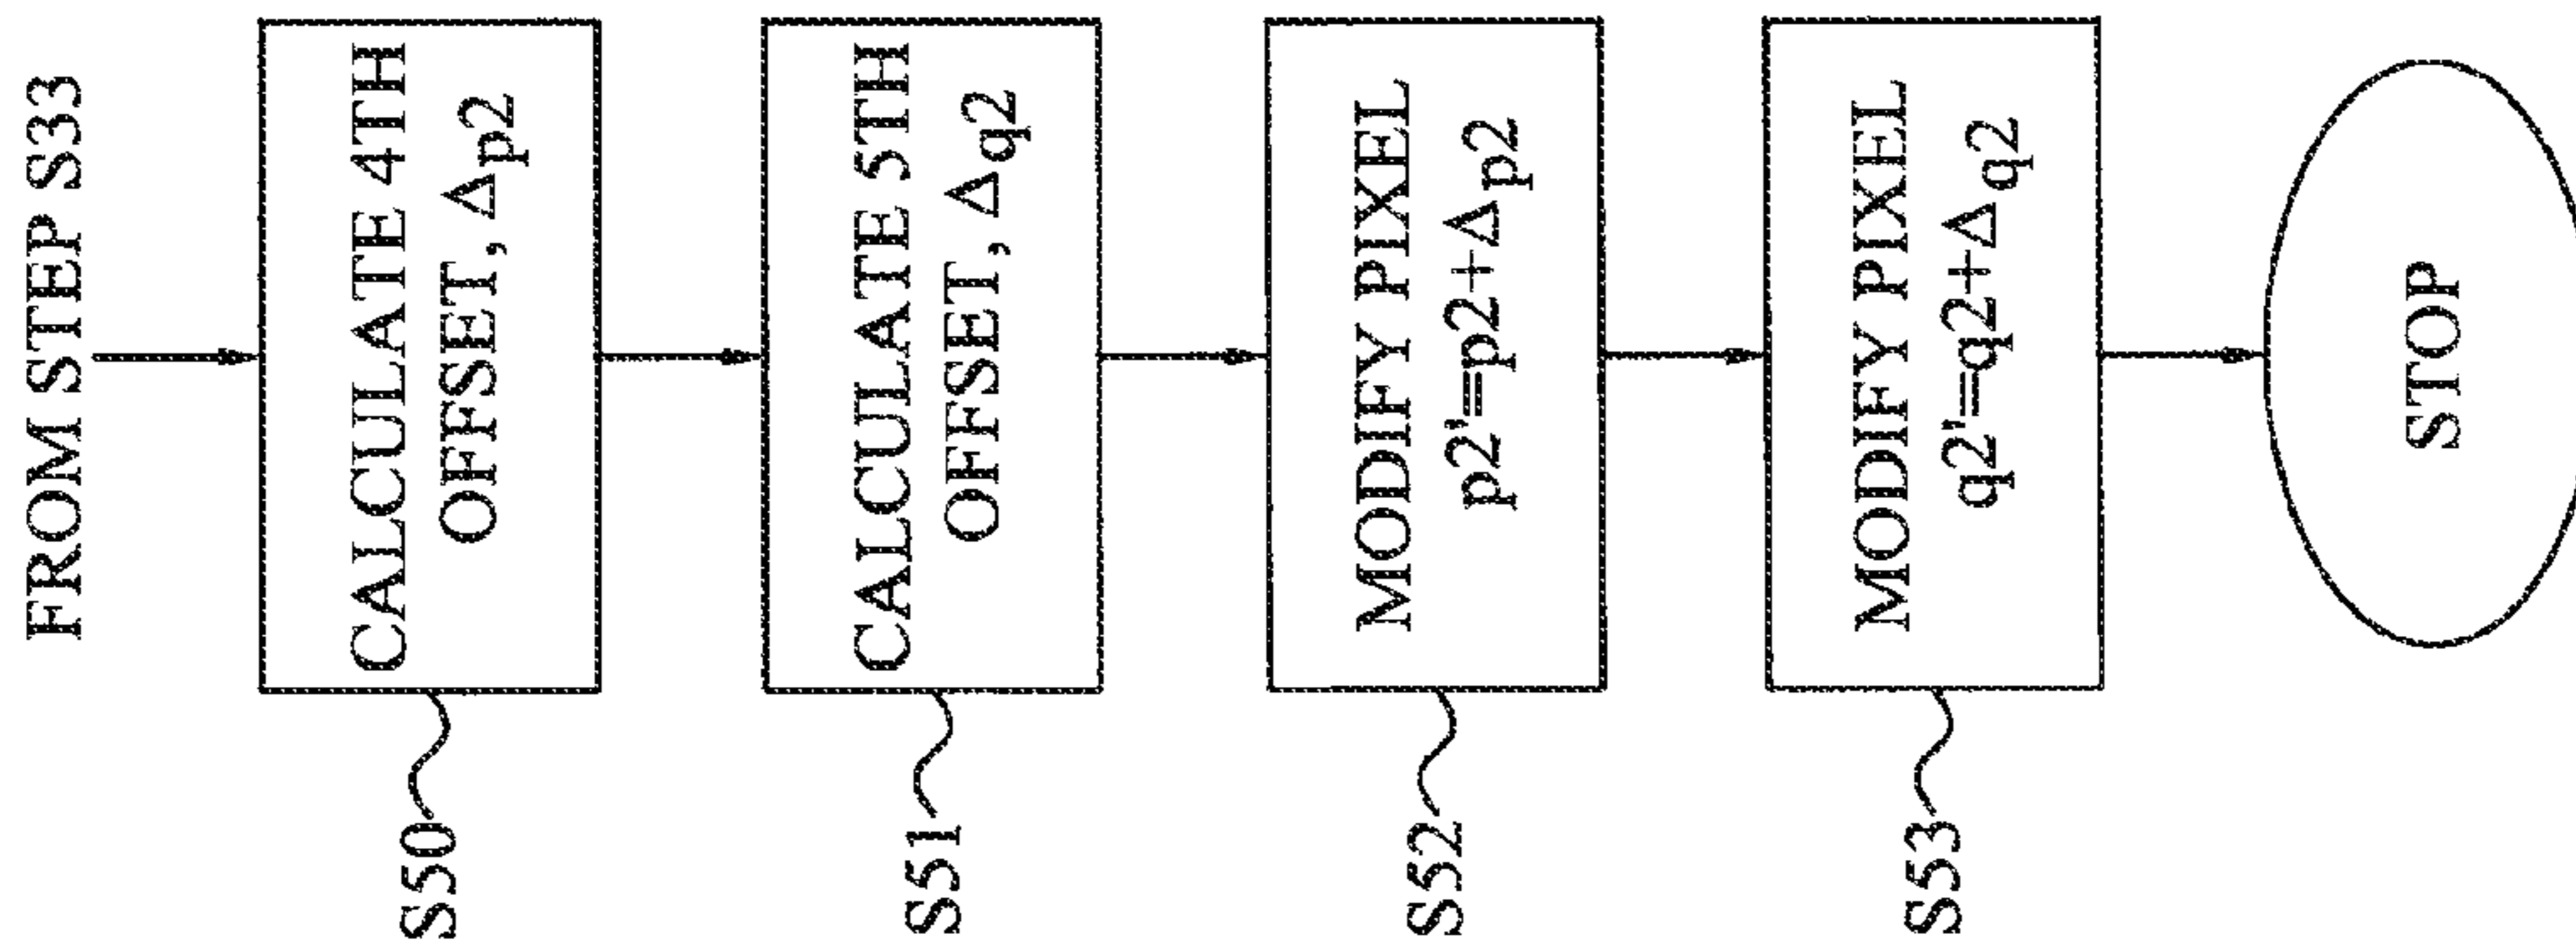 FROM STEP S33
S50
CALCULATE 4TH
OFFSET, Δp2
S51
CALCULATE 5TH
OFFSET, Δq2
S52
MODIFY PIXEL
p2'=p2+Δp2
S53
MODIFY PIXEL
q2'=q2+Δq2
STOP